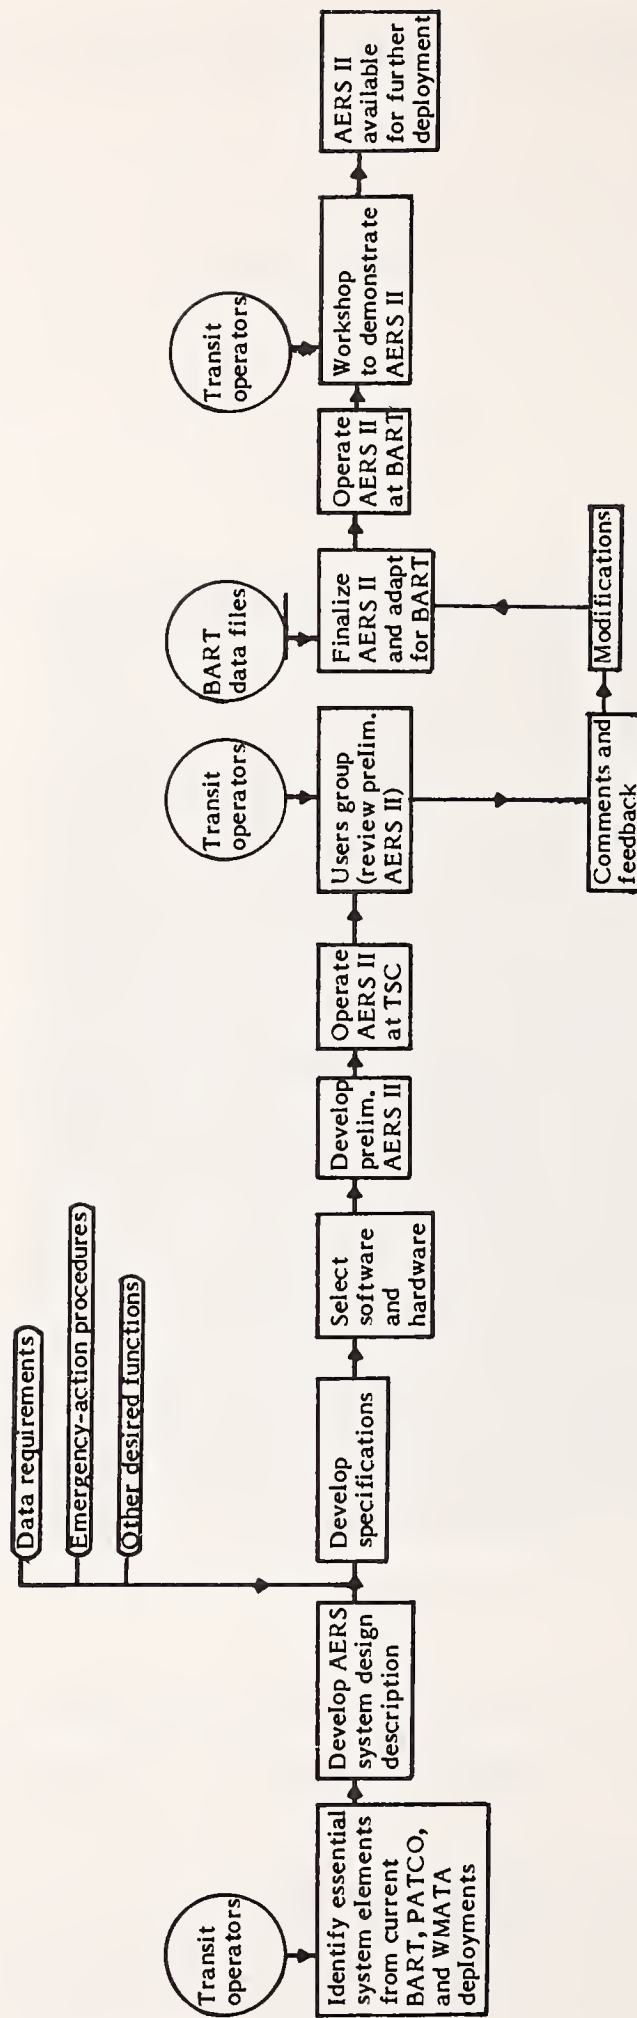 Transit
operators
Identify essential
system elements
from current
BART, PATCO,
and WMATA
deployments
Develop AERS
system design
description
Data requirements
Emergency-action procedures
Other desired functions
Develop
specifications
Select
software
and
hardware
Develop
prelim.
AERS II
Operate
AERS II
at TSC
Transit
operators
Users group
(review prelim.
AERS II)
Comments and
feedback
Modifications
BART
data files
Finalize
AERS II
and adapt
for BART
Operate
AERS II
at BART
Transit
operators
Workshop
to demonstrate
AERS II
AERS II
available
for further
deployment